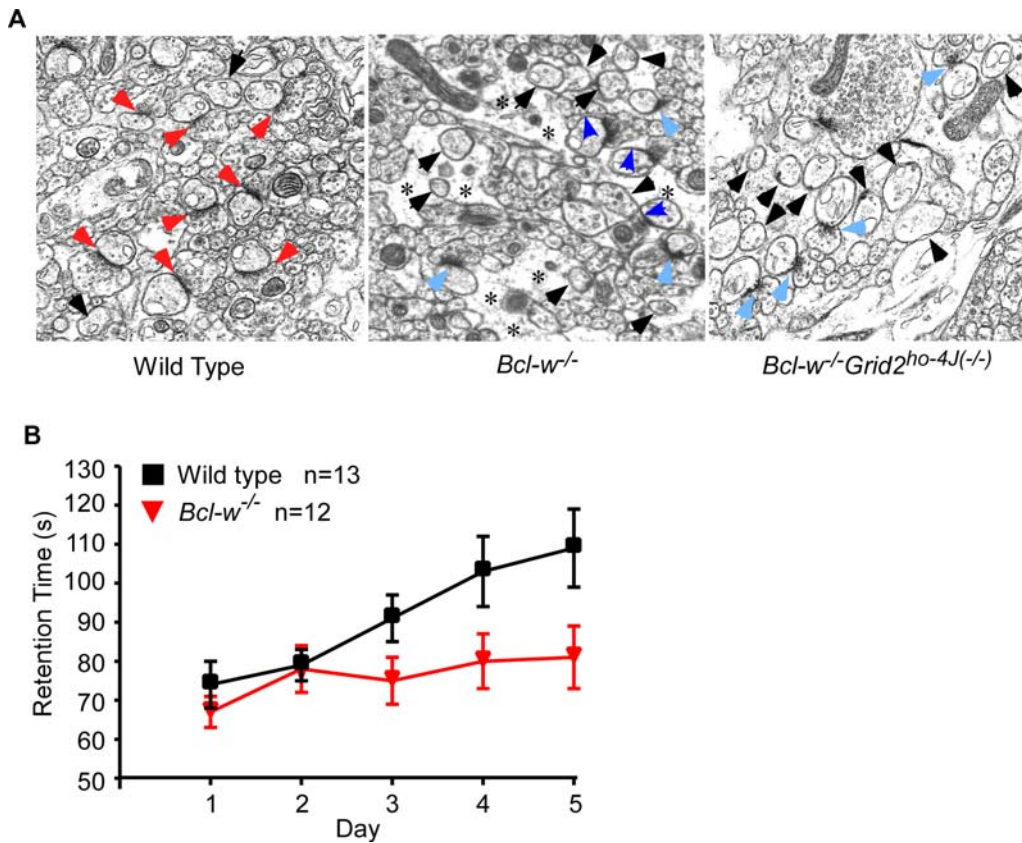 A
* * * * * * * * *
Wild Type
Bcl-w-/-
Bcl-w-/-Grid2ho-4J(-/-)
B
Wild type n=13
Bcl-w-/- n=12
Retention Time (s)
130
120
110
100
90
80
70
60
50
1 2 3 4 5
Day